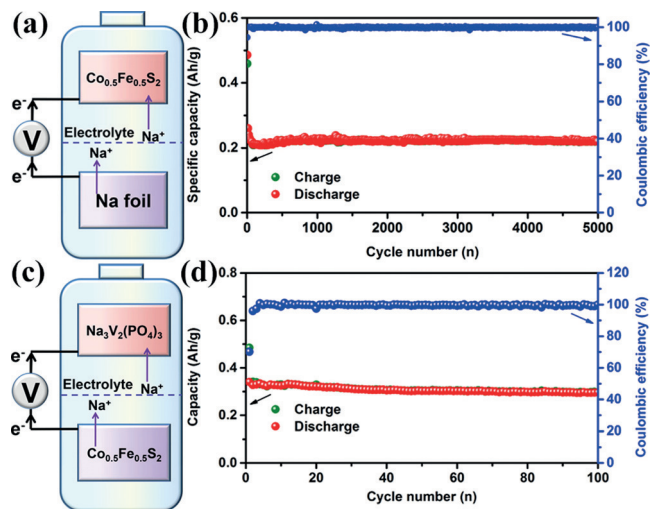 (a)
Co0.5Fe0.5S2
e-
V
Electrolyte
Na+
Na+
e-
Na foil
(b)
Specific capacity (Ah/g)
0.6
0.4
0.2
0.0
Charge
Discharge
0 1000 2000 3000 4000 5000
Cycle number (n)
100
80
60
40
20
0
Coulombic efficiency (%)
(c)
Na3V2(PO4)3
e-
V
Electrolyte
Na+
Na+
e-
Co0.5Fe0.5S2
(d)
Capacity (Ah/g)
0.8
0.6
0.4
0.2
0.0
Charge
Discharge
0 20 40 60 80 100
Cycle number (n)
120
100
80
60
40
20
0
Coulombic efficiency (%)